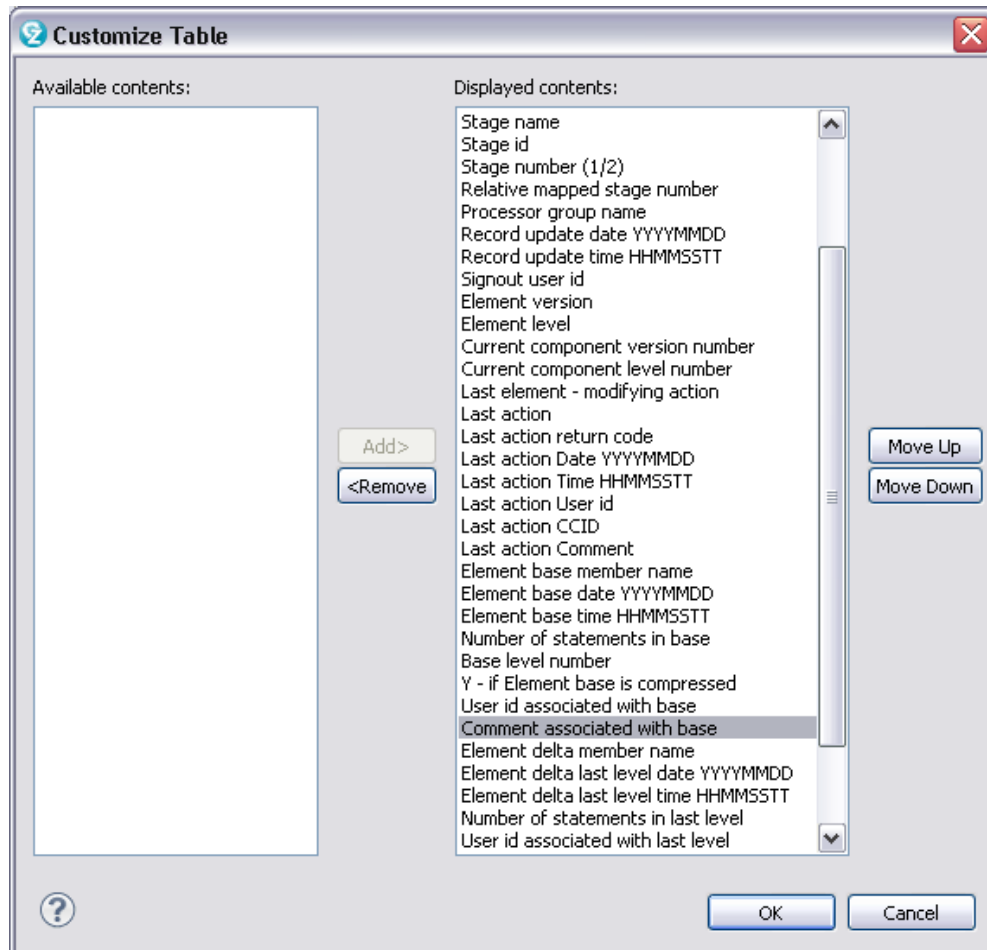 Customize Table
Available contents:
Displayed contents:
Stage name
Stage id
Stage number (1/2)
Relative mapped stage number
Processor group name
Record update date YYYYMMDD
Record update time HHMMSSTT
Signout user id
Element version
Element level
Current component version number
Current component level number
Last element - modifying action
Last action
Last action return code
Last action Date YYYYMMDD
Last action Time HHMMSSTT
Last action User id
Last action CCID
Last action Comment
Element base member name
Element base date YYYYMMDD
Element base time HHMMSSTT
Number of statements in base
Base level number
Y - if Element base is compressed
User id associated with base
Comment associated with base
Element delta member name
Element delta last level date YYYYMMDD
Element delta last level time HHMMSSTT
Number of statements in last level
User id associated with last level
Add>
<Remove
Move Up
Move Down
?
OK
Cancel